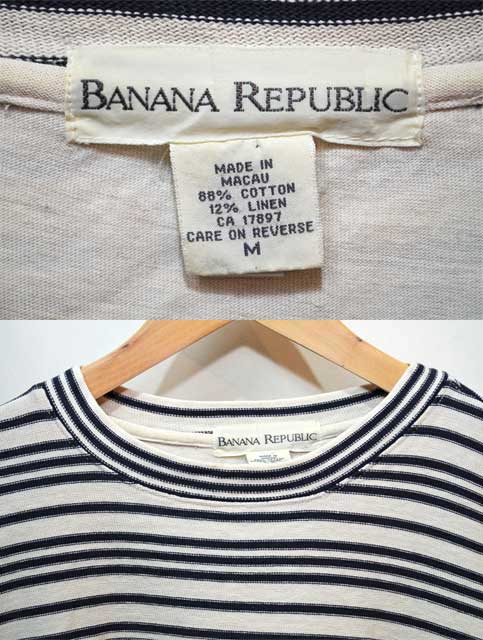 BANANA REPUBLIC
MADE IN
MACAU
88% COTTON
12% LINEN
CA 17897
CARE ON REVERSE
M
BANANA REPUBLIC